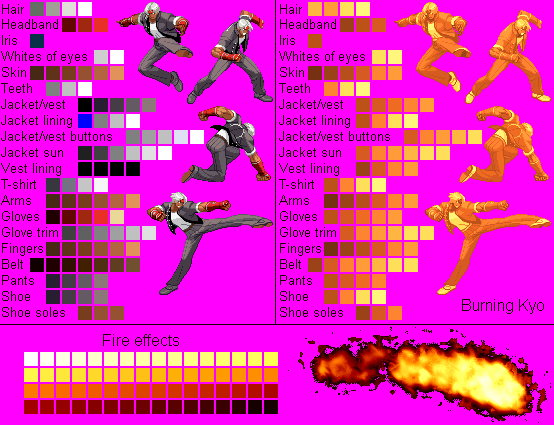 Hair
Headband
Iris
Whites of eyes
Skin
Teeth
Jacket/vest
Jacket lining
Jacket/vest buttons
Jacket sun
Vest lining
T-shirt
Arms
Gloves
Glove trim
Fingers
Belt
Pants
Shoe
Shoe soles
Hair
Headband
Iris
Whites of eyes
Skin
Teeth
Jacket/vest
Jacket lining
Jacket/vest buttons
Jacket sun
Vest lining
T-shirt
Arms
Gloves
Glove trim
Fingers
Belt
Pants
Shoe
Shoe soles
Burning Kyo
Fire effects